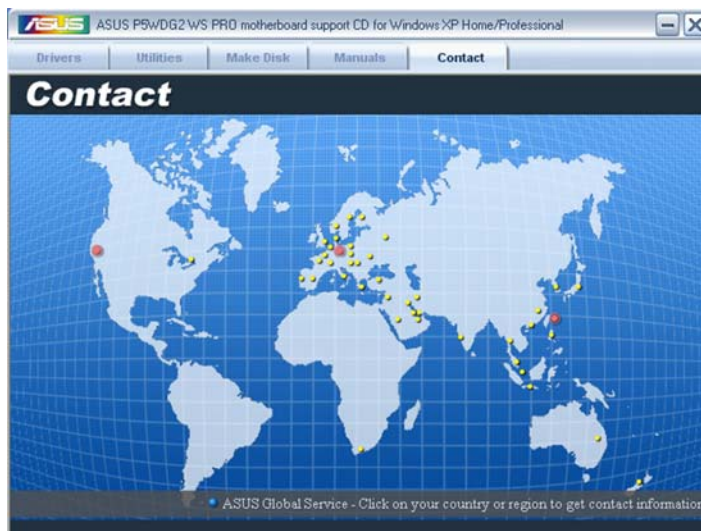 ASUS ASUS P5WDG2 WS PRO motherboard support CD for Windows XP Home/Professional
Drivers Utilities Make Disk Manuals Contact
Contact
ASUS Global Service - Click on your country or region to get contact information